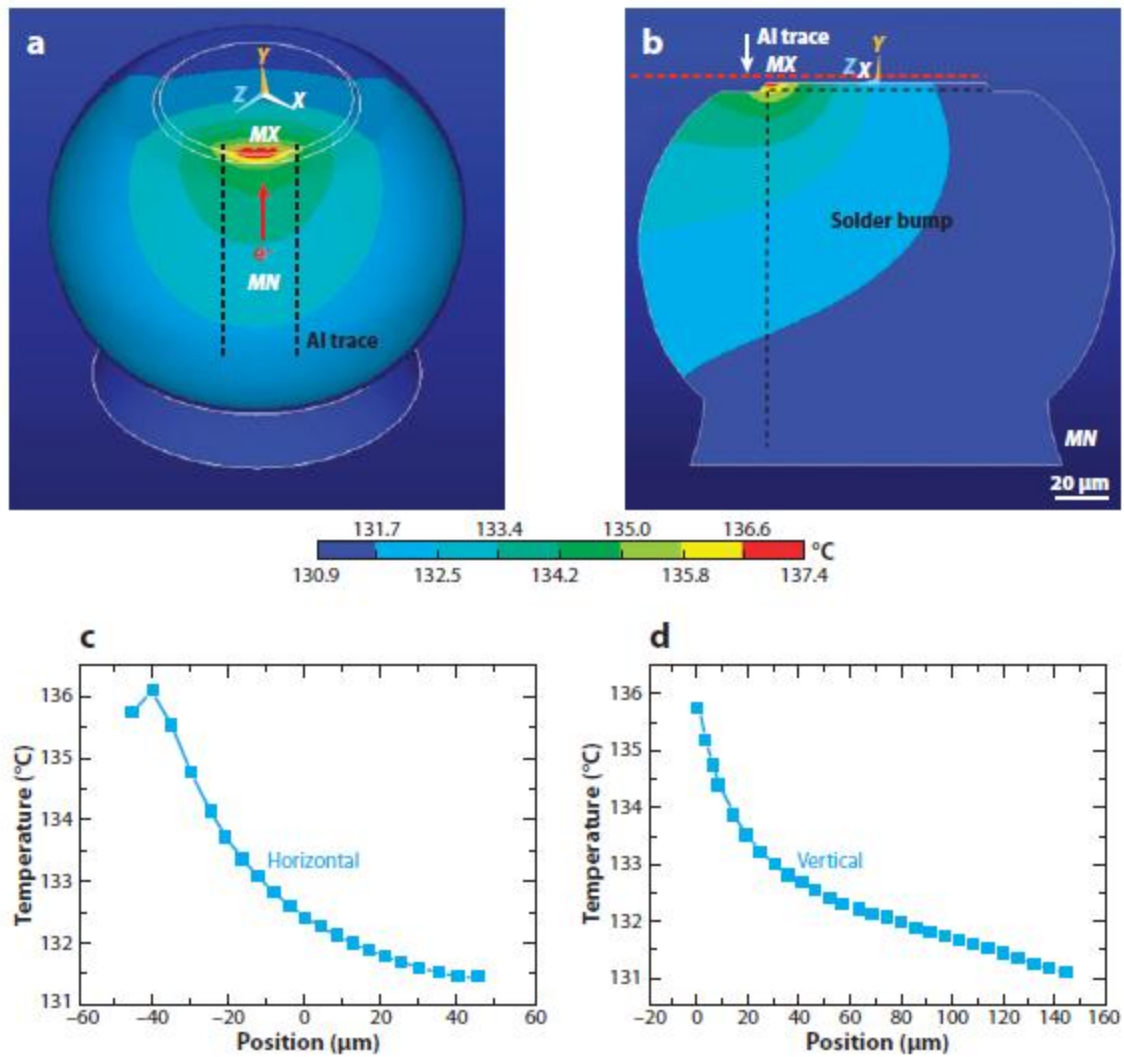 a
Y
Z
X
MX
e-
MN
Al trace
b
Al trace
MX
Z X
Y
Solder bump
MN
20 μm
131.7 133.4 135.0 136.6
°C
130.9 132.5 134.2 135.8 137.4
c
Temperature (°C)
136
135
134
133
132
131
Horizontal
–60 –40 –20 0 20 40 60
Position (μm)
d
Temperature (°C)
136
135
134
133
132
131
Vertical
–20 0 20 40 60 80 100 120 140 160
Position (μm)